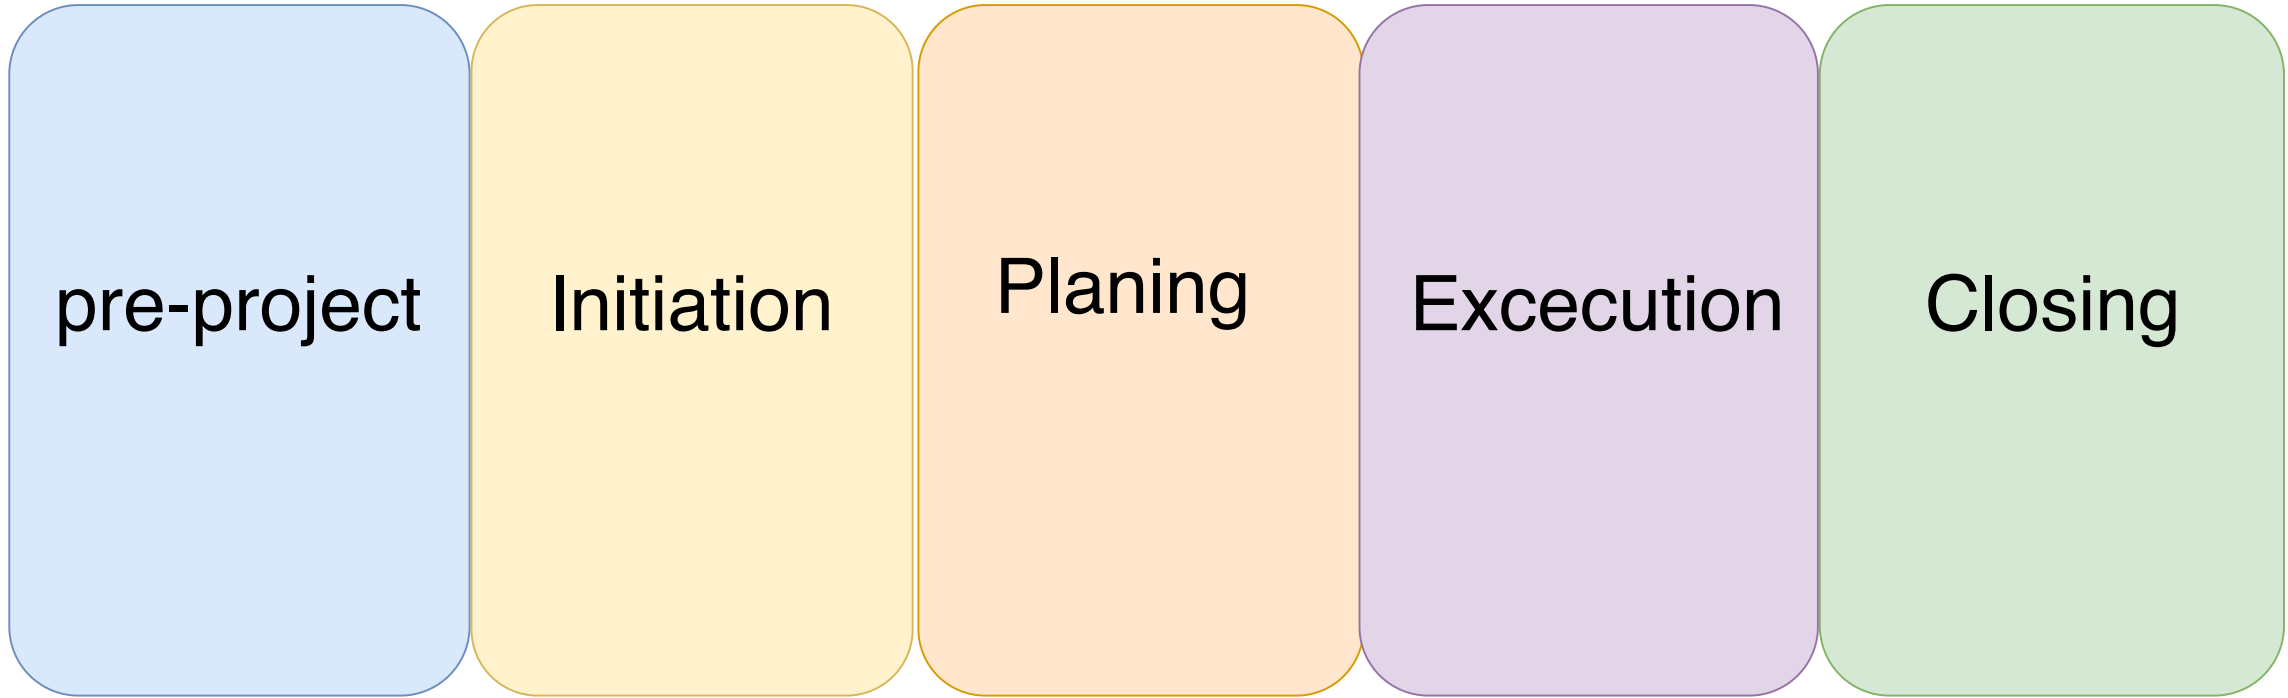 pre-project
Initiation
Planing
Excecution
Closing